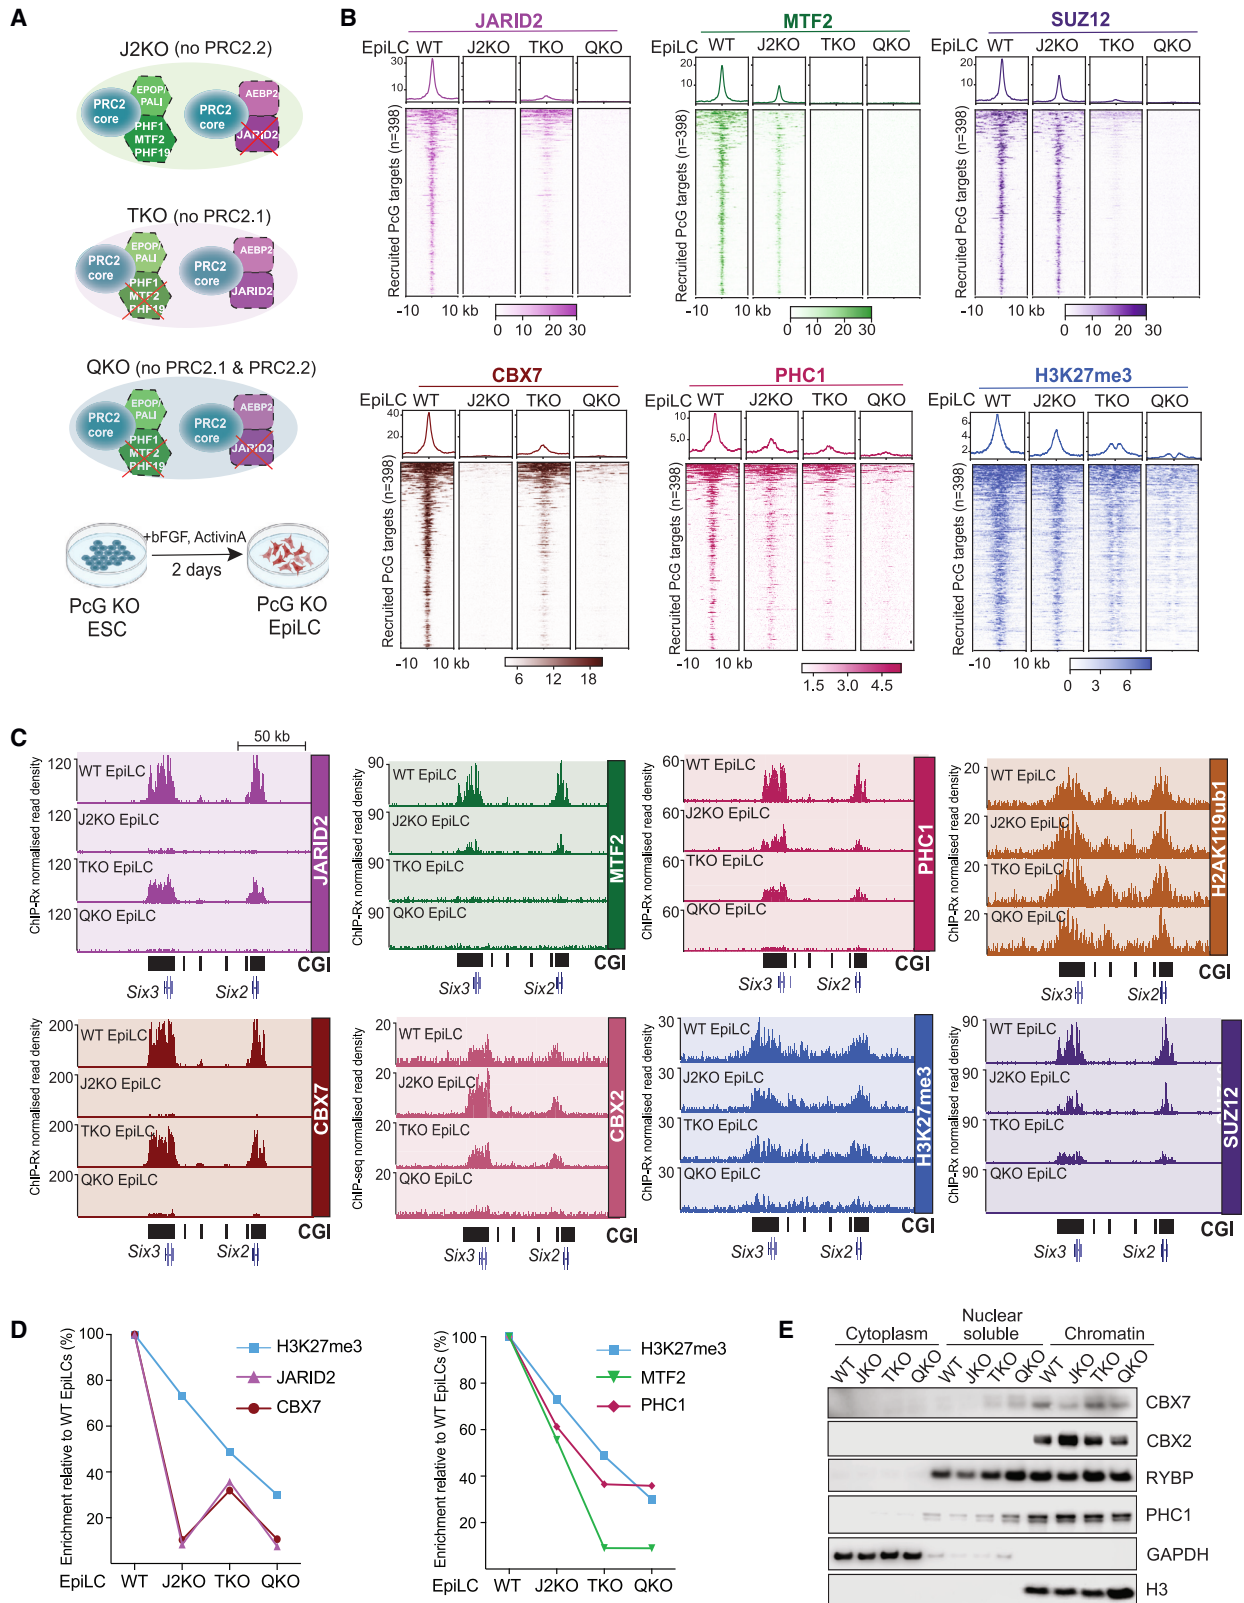 A
J2KO (no PRC2.2)
EPOP/
PALI
PRC2
core
PHF1
MTF2
PHF19
PRC2
core
AEBP2
JARID2
TKO (no PRC2.1)
EPOP/
PALI
PRC2
core
PHF1
MTF2
PHF19
PRC2
core
AEBP2
JARID2
QKO (no PRC2.1 & PRC2.2)
EPOP/
PALI
PRC2
core
PHF1
MTF2
PHF19
PRC2
core
AEBP2
JARID2
+bFGF, ActivinA
2 days
PcG KO
ESC
PcG KO
EpiLC
B
JARID2
EpiLC WT J2KO TKO QKO
30
10
Recruited PcG targets (n=398)
-10 10 kb
0 10 20 30
MTF2
EpiLC WT J2KO TKO QKO
20
10
Recruited PcG targets (n=398)
-10 10 kb
0 10 20 30
SUZ12
EpiLC WT J2KO TKO QKO
20
10
Recruited PcG targets (n=398)
-10 10 kb
0 10 20 30
CBX7
EpiLC WT J2KO TKO QKO
40
20
Recruited PcG targets (n=398)
-10 10 kb
6 12 18
PHC1
EpiLC WT J2KO TKO QKO
10
5,0
Recruited PcG targets (n=398)
-10 10 kb
1.5 3.0 4.5
H3K27me3
EpiLC WT J2KO TKO QKO
6
4
2
Recruited PcG targets (n=398)
-10 10 kb
0 3 6
C
50 kb
ChIP-Rx normalised read density
120 WT EpiLC
120 J2KO EpiLC
120 TKO EpiLC
120 QKO EpiLC
JARID2
CGI
Six3 Six2
ChIP-Rx normalised read density
90 WT EpiLC
90 J2KO EpiLC
90 TKO EpiLC
90 QKO EpiLC
MTF2
CGI
Six3 Six2
ChIP-Rx normalised read density
60 WT EpiLC
60 J2KO EpiLC
60 TKO EpiLC
60 QKO EpiLC
PHC1
CGI
Six3 Six2
ChIP-Rx normalised read density
20 WT EpiLC
20 J2KO EpiLC
20 TKO EpiLC
20 QKO EpiLC
H2AK119ub1
CGI
Six3 Six2
ChIP-Rx normalised read density
200 WT EpiLC
200 J2KO EpiLC
200 TKO EpiLC
200 QKO EpiLC
CBX7
CGI
Six3 Six2
ChIP-seq normalised read density
20 WT EpiLC
20 J2KO EpiLC
20 TKO EpiLC
20 QKO EpiLC
CBX2
CGI
Six3 Six2
ChIP-Rx normalised read density
30 WT EpiLC
30 J2KO EpiLC
30 TKO EpiLC
30 QKO EpiLC
H3K27me3
CGI
Six3 Six2
ChIP-Rx normalised read density
90 WT EpiLC
90 J2KO EpiLC
90 TKO EpiLC
90 QKO EpiLC
SUZ12
CGI
Six3 Six2
D
Enrichment relative to WT EpiLCs (%)
100
80
60
40
20
H3K27me3
JARID2
CBX7
EpiLC WT J2KO TKO QKO
Enrichment relative to WT EpiLCs (%)
100
80
60
40
20
H3K27me3
MTF2
PHC1
EpiLC WT J2KO TKO QKO
E
Cytoplasm
Nuclear
soluble
Chromatin
WT JKO TKO QKO WT JKO TKO QKO WT JKO TKO QKO
CBX7
CBX2
RYBP
PHC1
GAPDH
H3